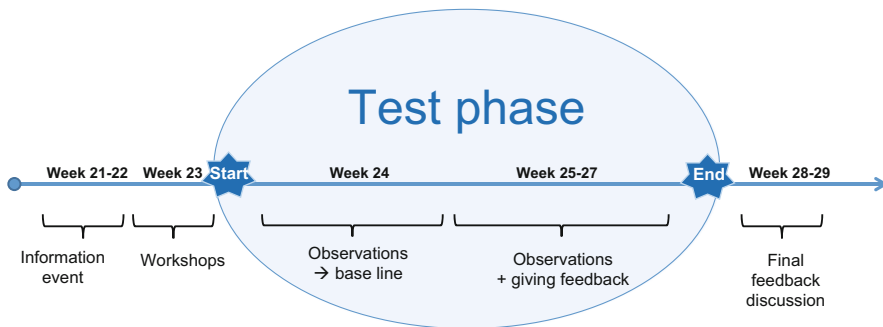 Test phase
Week 21-22
Week 23
Start
Week 24
Week 25-27
End
Week 28-29
Information
event
Workshops
Observations
→ base line
Observations
+ giving feedback
Final
feedback
discussion